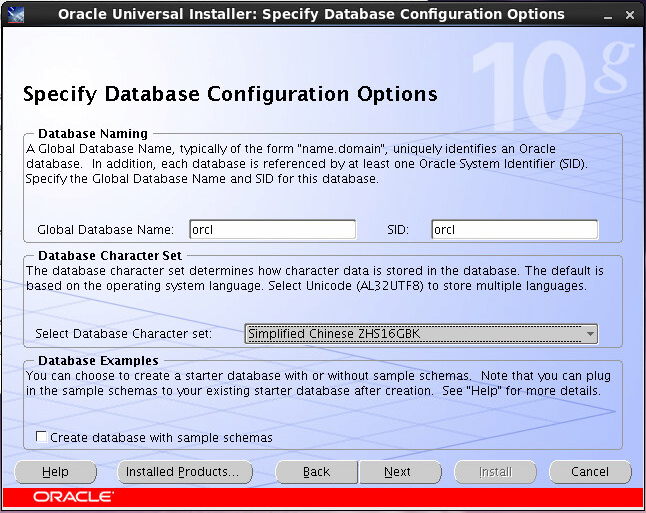 Oracle Universal Installer: Specify Database Configuration Options
10g
Specify Database Configuration Options
Database Naming
A Global Database Name, typically of the form "name.domain", uniquely identifies an Oracle
database. In addition, each database is referenced by at least one Oracle System Identifier (SID).
Specify the Global Database Name and SID for this database.
Global Database Name: orcl SID: orcl
Database Character Set
The database character set determines how character data is stored in the database. The default is
based on the operating system language. Select Unicode (AL32UTF8) to store multiple languages.
Select Database Character set: Simplified Chinese ZHS16GBK
Database Examples
You can choose to create a starter database with or without sample schemas. Note that you can plug
in the sample schemas to your existing starter database after creation. See "Help" for more details.
Create database with sample schemas
Help Installed Products... Back Next Install Cancel
ORACLE